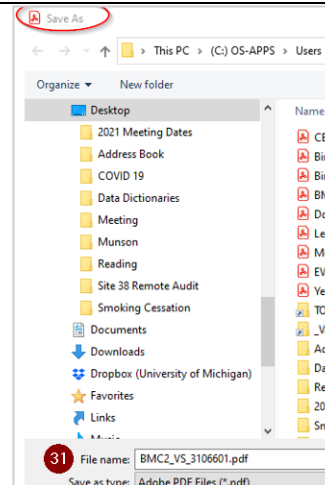 Save As
This PC > (C:) OS-APPS > Users
Organize New folder
Desktop
Name
2021 Meeting Dates
Address Book
COVID 19
Data Dictionaries
Meeting
Munson
Reading
Site 38 Remote Audit
Smoking Cessation
Documents
Downloads
Dropbox (University of Michigan)
Favorites
Links
31 File name: BMC2_VS_3106601.pdf
Save as type: Adobe PDF Files (*.pdf)